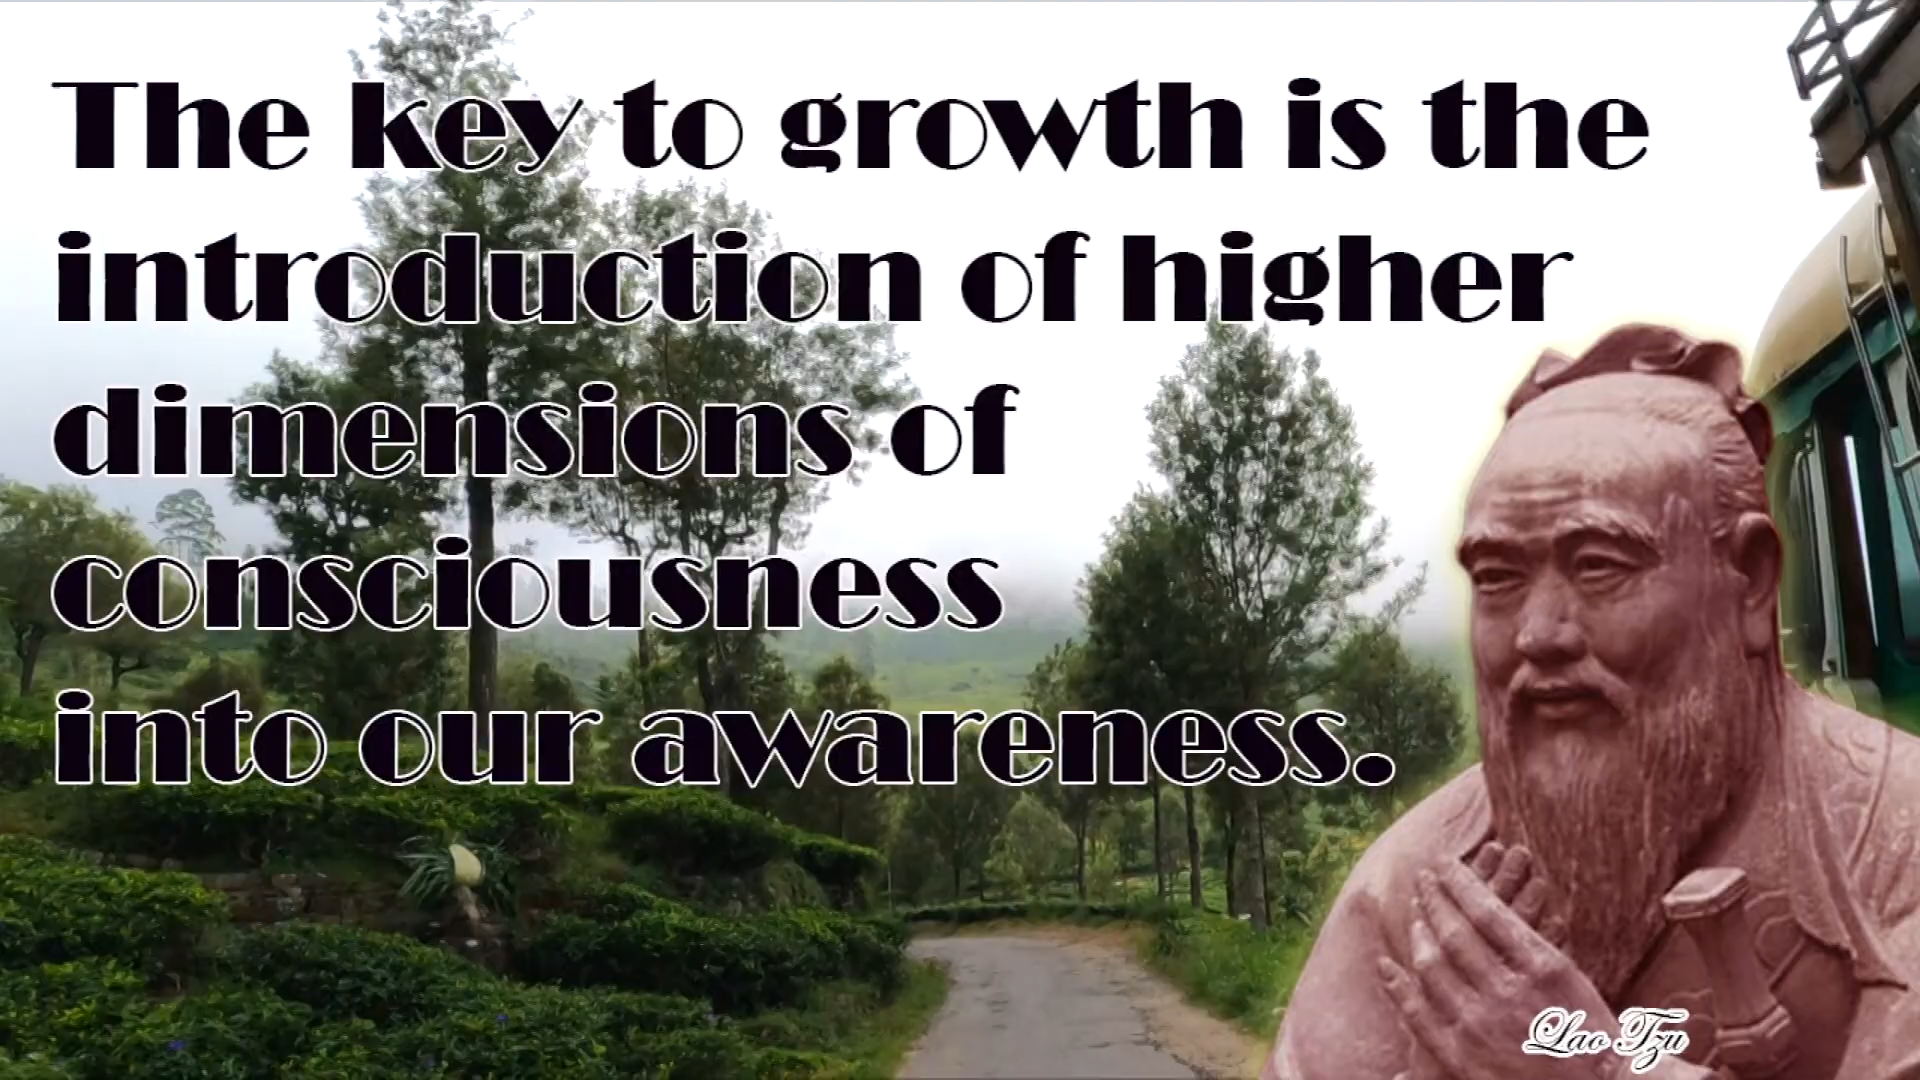 The key to growth is the
introduction of higher
dimensions of
consciousness
into our awareness.
Lao Tzu